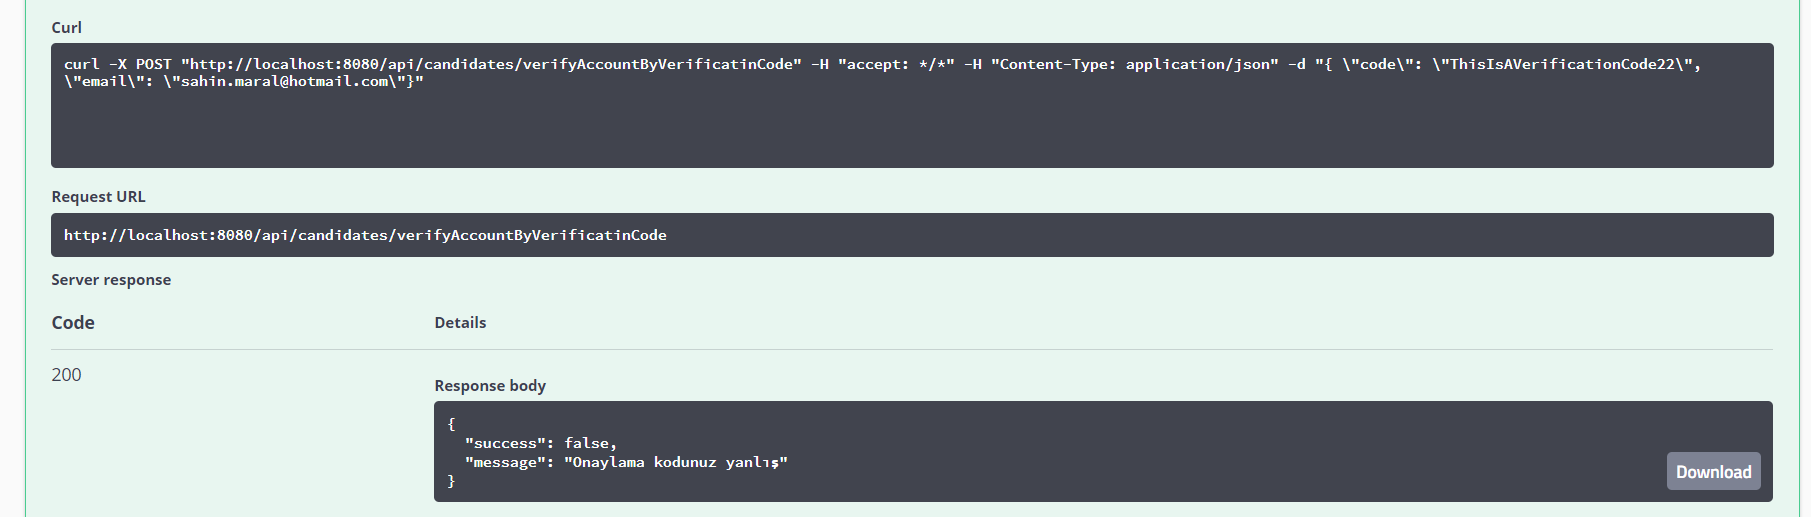 Curl
curl -X POST "http://localhost:8080/api/candidates/verifyAccountByVerificatinCode" -H "accept: */*" -H "Content-Type: application/json" -d "{ \"code\": \"ThisIsAVerificationCode22\",
\"email\": \"sahin.maral@hotmail.com\"}"
Request URL
http://localhost:8080/api/candidates/verifyAccountByVerificatinCode
Server response
Code Details
200
Response body
{
"success": false,
"message": "Onaylama kodunuz yanlış"
}
Download